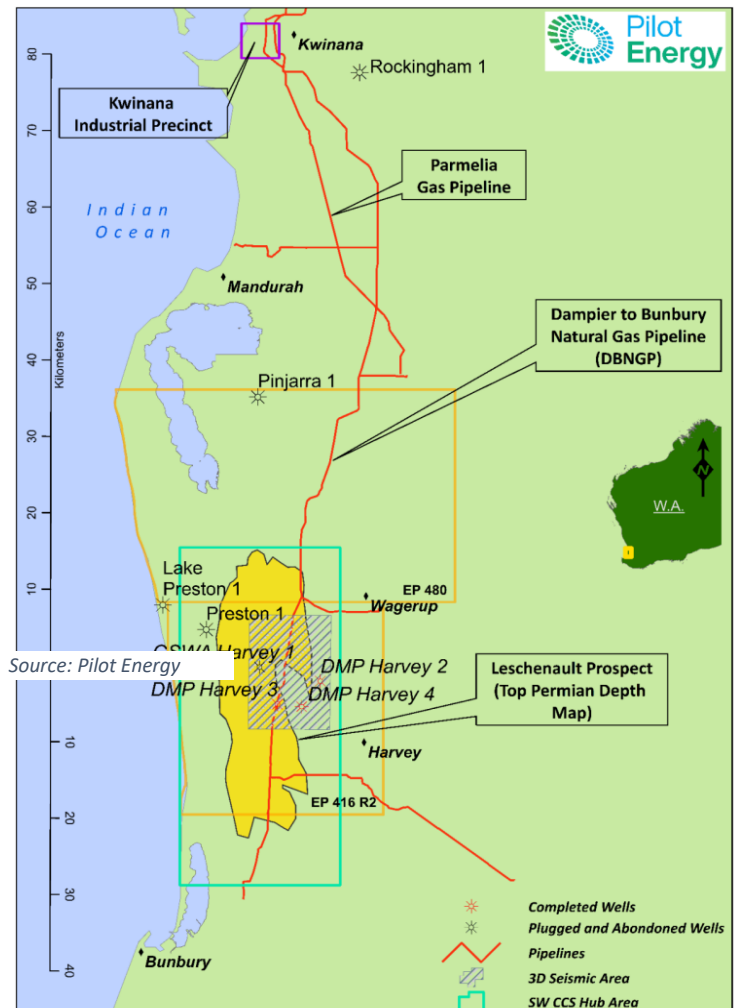 Pilot
Energy
80
Kwinana
Rockingham 1
Kwinana
Industrial Precinct
70
Parmelia
Gas Pipeline
60
Indian
Ocean
50
Mandurah
Dampier to Bunbury
Natural Gas Pipeline
(DBNGP)
40
Kilometers
Pinjarra 1
30
N
20
W.A.
Lake
Preston 1
10
EP 480
Wagerup
Preston 1
GSWA Harvey 1
Source: Pilot Energy
DMP Harvey 2
DMP Harvey 3
DMP Harvey 4
Leschenault Prospect
(Top Permian Depth
Map)
10
Harvey
20
EP 416 R2
30
Completed Wells
Plugged and Abondoned Wells
40
Bunbury
Pipelines
3D Seismic Area
SW CCS Hub Area